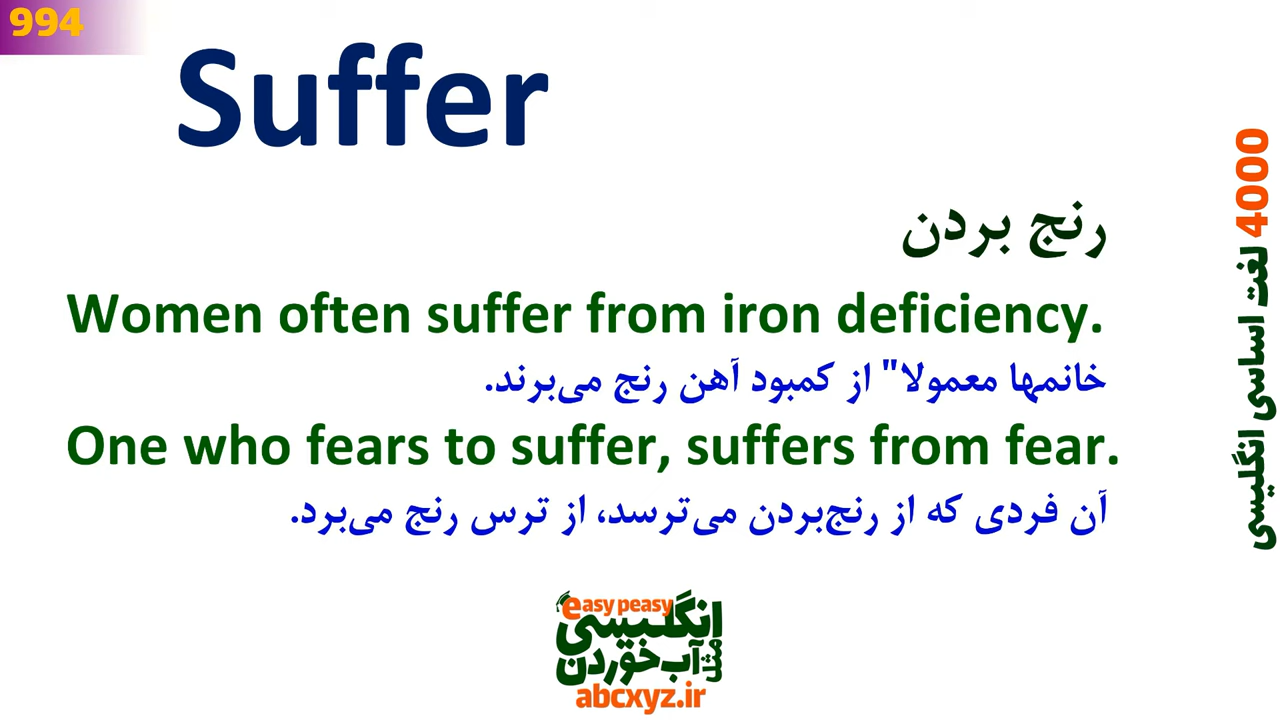 994
Suffer
رنج بردن
Women often suffer from iron deficiency.
خانمها معمولا" از کمبود آهن رنج می‌برند.
One who fears to suffer, suffers from fear.
آن فردی که از رنج‌بردن می‌ترسد، از ترس رنج می‌برد.
4000 لغت اساسی انگلیسی
easy peasy
انگلیسی
مثل
آب خوردن
abcxyz.ir